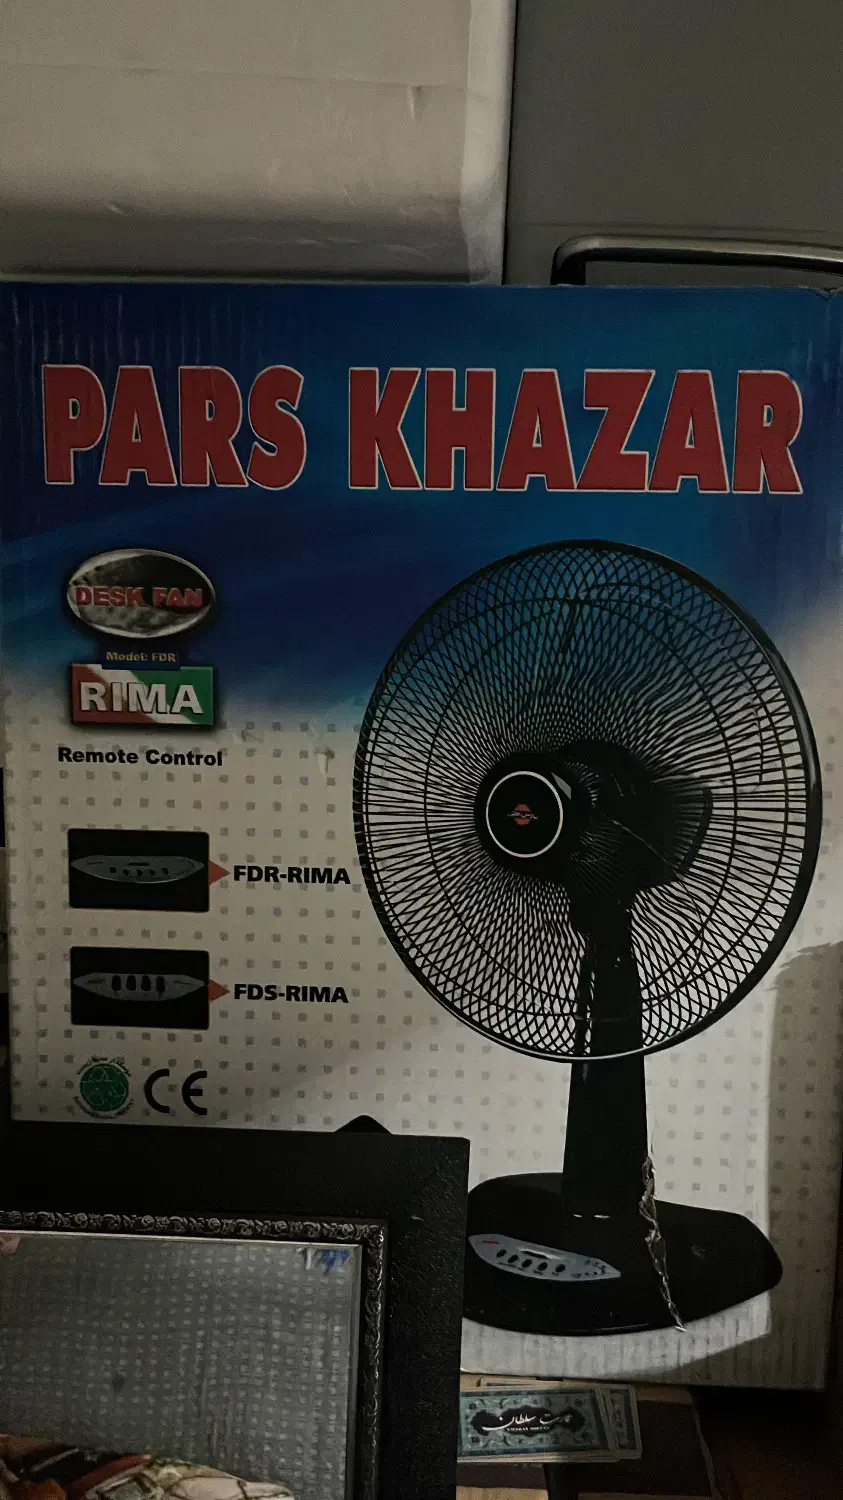 PARS KHAZAR
DESK FAN
Model: FDR
RIMA
Remote Control
FDR-RIMA
FDS-RIMA
CE